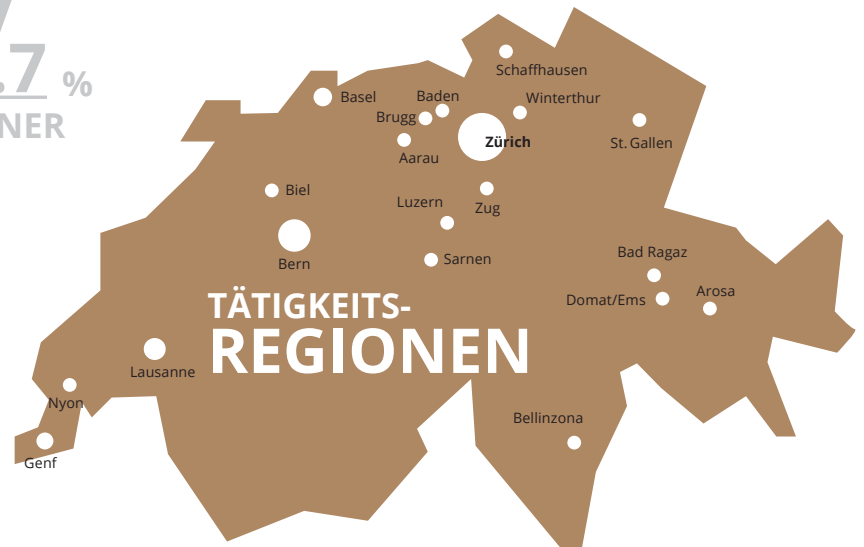 .7 %
NER
Schaffhausen
Basel
Baden
Winterthur
Brugg
Zürich
St. Gallen
Aarau
Biel
Luzern
Zug
Bern
Sarnen
Bad Ragaz
Domat/Ems
Arosa
TÄTIGKEITS-
REGIONEN
Lausanne
Nyon
Bellinzona
Genf